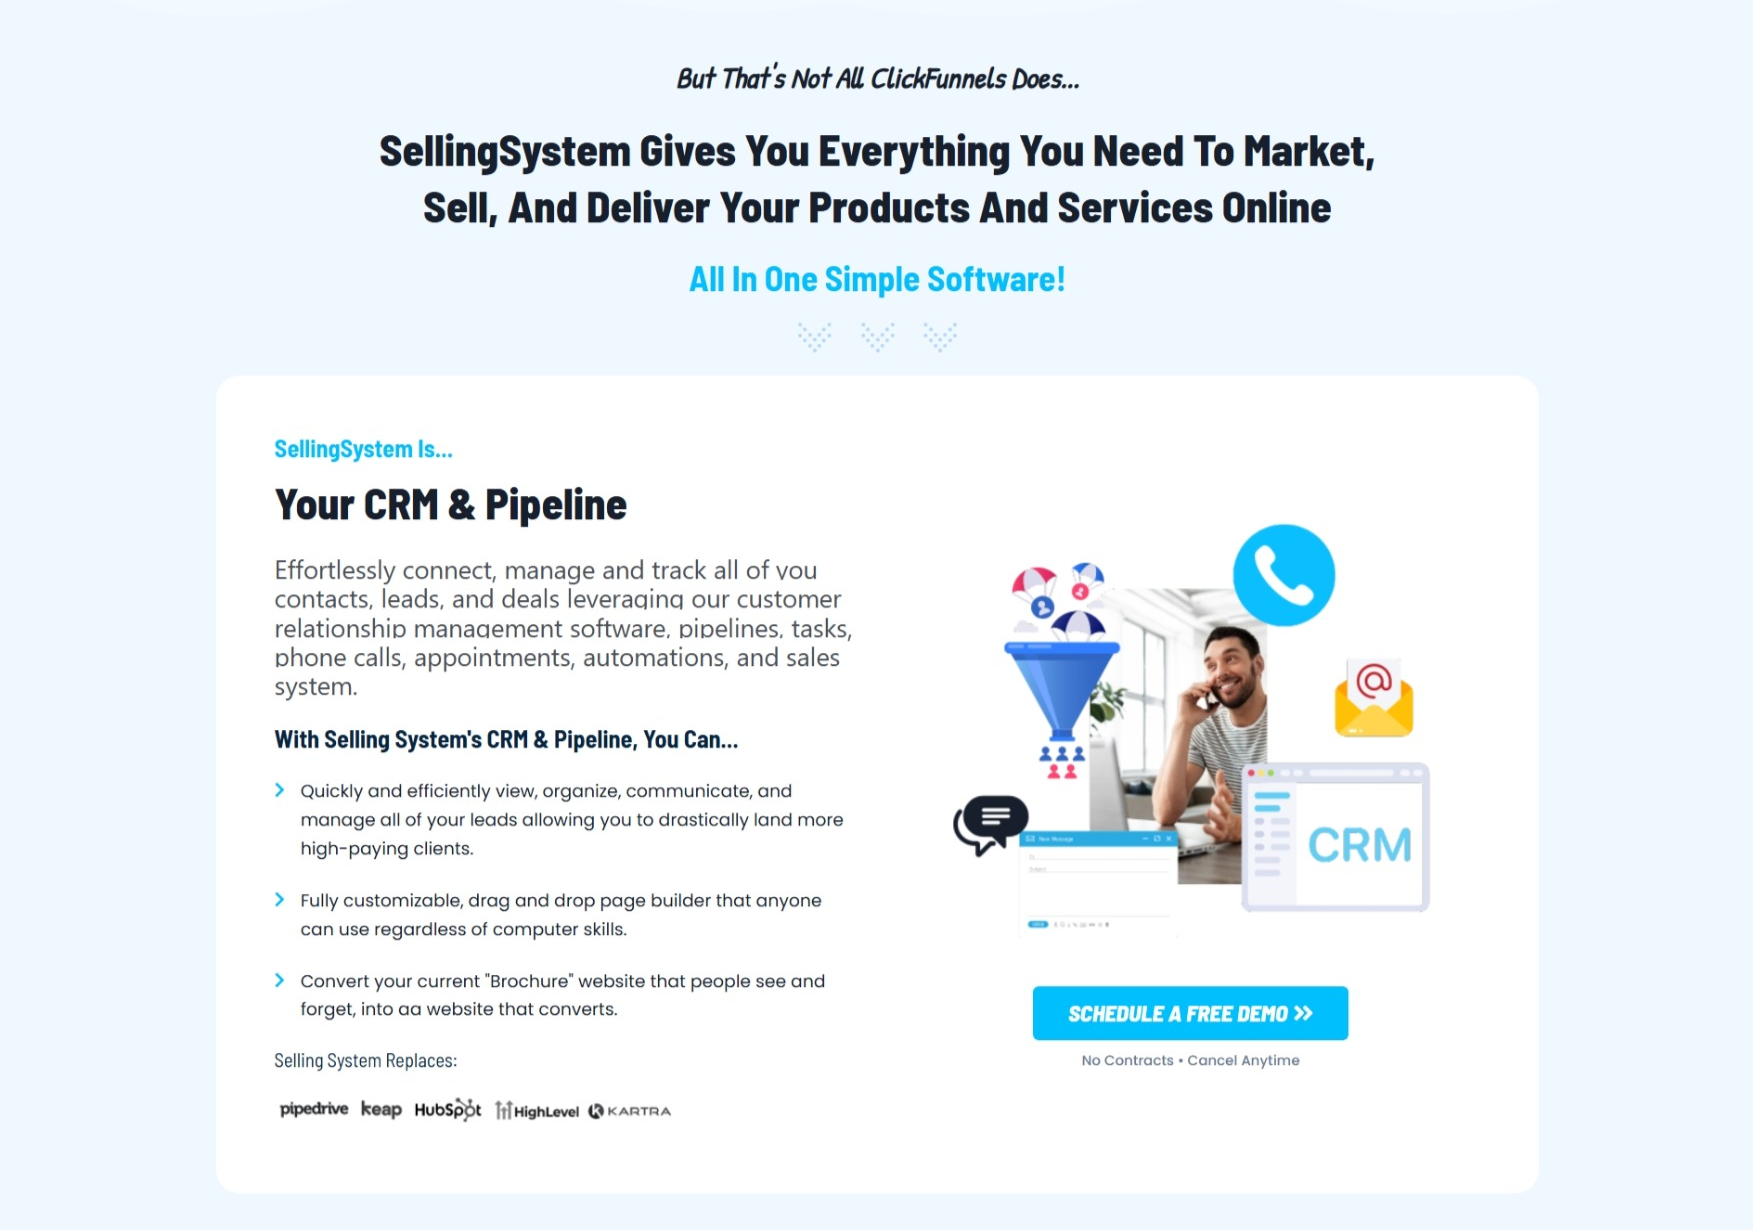 But That's Not All ClickFunnels Does...
SellingSystem Gives You Everything You Need To Market,
Sell, And Deliver Your Products And Services Online
All In One Simple Software!
SellingSystem Is...
Your CRM & Pipeline
Effortlessly connect, manage and track all of you
contacts, leads, and deals leveraging our customer
relationship management software, pipelines, tasks,
phone calls, appointments, automations, and sales
system.
With Selling System's CRM & Pipeline, You Can...
Quickly and efficiently view, organize, communicate, and
manage all of your leads allowing you to drastically land more
high-paying clients.
Fully customizable, drag and drop page builder that anyone
can use regardless of computer skills.
Convert your current "Brochure" website that people see and
forget, into aa website that converts.
Selling System Replaces:
pipedrive keap HubSpot HighLevel KARTRA
@
New Message
To
Subject
CRM
SCHEDULE A FREE DEMO »
No Contracts • Cancel Anytime